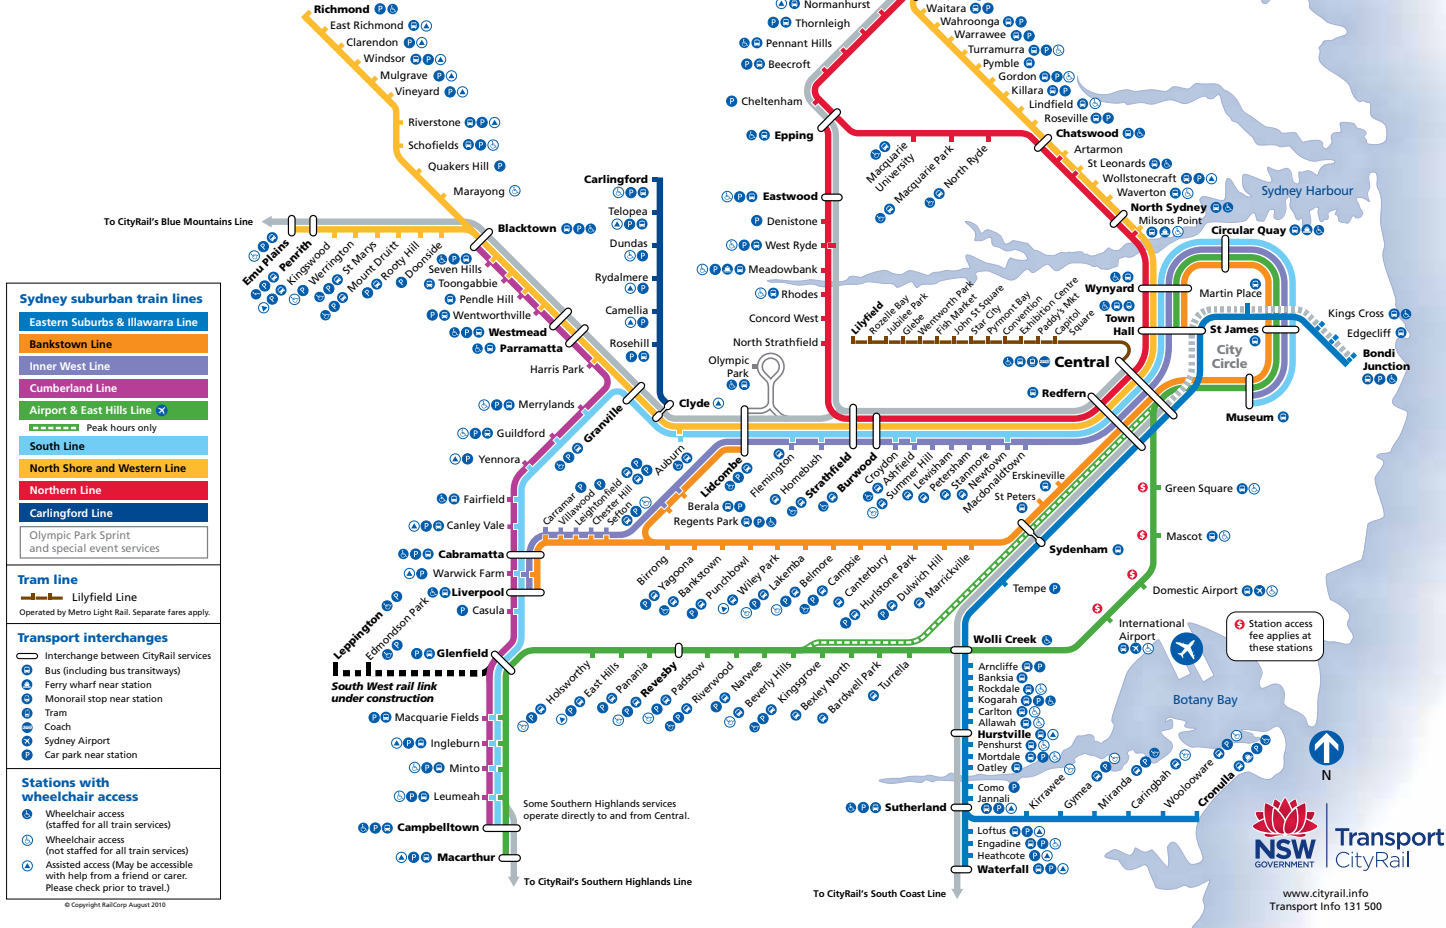 Richmond
East Richmond
Clarendon
Windsor
Mulgrave
Vineyard
Riverstone
Schofields
Quakers Hill
Marayong
To CityRail's Blue Mountains Line
Emu Plains
Penrith
Kingswood
Werrington
St Marys
Mount Druitt
Rooty Hill
Doonside
Blacktown
Seven Hills
Toongabbie
Pendle Hill
Wentworthville
Westmead
Parramatta
Harris Park
Merrylands
Guildford
Yennora
Fairfield
Canley Vale
Cabramatta
Warwick Farm
Liverpool
Casula
Glenfield
Leppington
Edmondson Park
South West rail link
under construction
Macquarie Fields
Ingleburn
Minto
Leumeah
Campbelltown
Macarthur
To CityRail's Southern Highlands Line
Some Southern Highlands services
operate directly to and from Central.
Carlingford
Telopea
Dundas
Rydalmere
Camellia
Rosehill
Clyde
Granville
Auburn
Lidcombe
Olympic
Park
Flemington
Homebush
Strathfield
Burwood
Croydon
Ashfield
Summer Hill
Lewisham
Petersham
Stanmore
Newtown
Macdonaldtown
Carramar
Villawood
Leightonfield
Chester Hill
Sefton
Berala
Regents Park
Birrong
Yagoona
Bankstown
Punchbowl
Wiley Park
Lakemba
Belmore
Campsie
Canterbury
Hurlstone Park
Dulwich Hill
Marrickville
Normanhurst
Thornleigh
Pennant Hills
Beecroft
Cheltenham
Epping
Eastwood
Denistone
West Ryde
Meadowbank
Rhodes
Concord West
North Strathfield
Macquarie
University
Macquarie Park
North Ryde
Waitara
Wahroonga
Warrawee
Turramurra
Pymble
Gordon
Killara
Lindfield
Roseville
Chatswood
Artarmon
St Leonards
Wollstonecraft
Waverton
North Sydney
Milsons Point
Sydney Harbour
Circular Quay
Wynyard
Martin Place
Town
Hall
St James
City
Circle
Kings Cross
Edgecliff
Bondi
Junction
Museum
Central
Redfern
Lilyfield
Rozelle Bay
Jubilee Park
Glebe
Wentworth Park
Fish Market
John St Square
Star City
Pyrmont Bay
Convention
Exhibition Centre
Paddy's Mkt
Capitol
Square
Erskineville
St Peters
Sydenham
Tempe
Green Square
Mascot
Domestic Airport
International
Airport
$ Station access
fee applies at
these stations
Wolli Creek
Holsworthy
East Hills
Panania
Revesby
Padstow
Riverwood
Narwee
Beverly Hills
Kingsgrove
Bexley North
Bardwell Park
Turrella
Arncliffe
Banksia
Rockdale
Kogarah
Carlton
Allawah
Hurstville
Penshurst
Mortdale
Oatley
Como
Jannali
Sutherland
Loftus
Engadine
Heathcote
Waterfall
Kirrawee
Gymea
Miranda
Caringbah
Woolooware
Cronulla
To CityRail's South Coast Line
Botany Bay
N
NSW
GOVERNMENT
Transport
CityRail
www.cityrail.info
Transport Info 131 500
Sydney suburban train lines
Eastern Suburbs & Illawarra Line
Bankstown Line
Inner West Line
Cumberland Line
Airport & East Hills Line
Peak hours only
South Line
North Shore and Western Line
Northern Line
Carlingford Line
Olympic Park Sprint
and special event services
Tram line
Lilyfield Line
Operated by Metro Light Rail. Separate fares apply.
Transport interchanges
Interchange between CityRail services
Bus (including bus transitways)
Ferry wharf near station
Monorail stop near station
Tram
Coach
Sydney Airport
P Car park near station
Stations with
wheelchair access
Wheelchair access
(staffed for all train services)
Wheelchair access
(not staffed for all train services)
Assisted access (May be accessible
with help from a friend or carer.
Please check prior to travel.)
© Copyright RailCorp August 2010